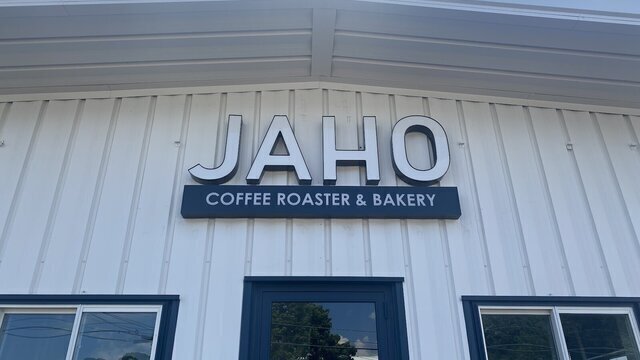 JAHO
COFFEE ROASTER & BAKERY